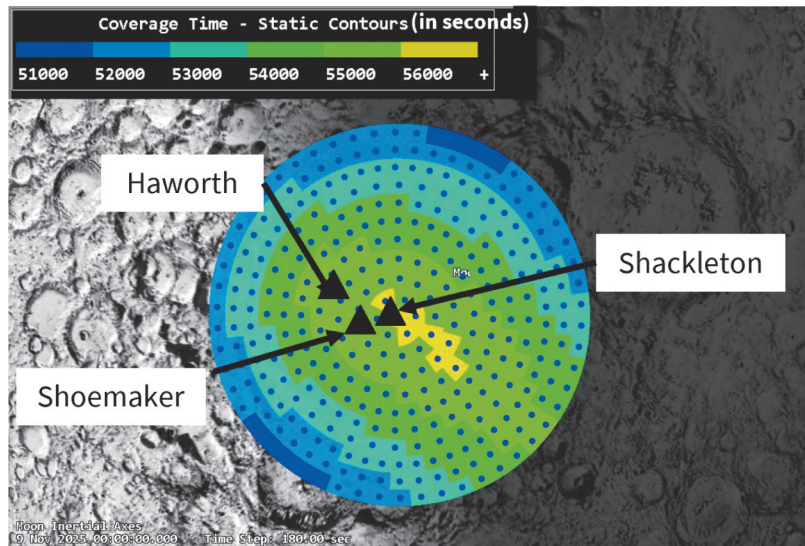 Coverage Time - Static Contours (in seconds)
51000 52000 53000 54000 55000 56000 +
Haworth
Shackleton
Shoemaker
Moon Inertial Axes
9 Nov 2025 00:00:00.000 Time Step: 180.00 sec